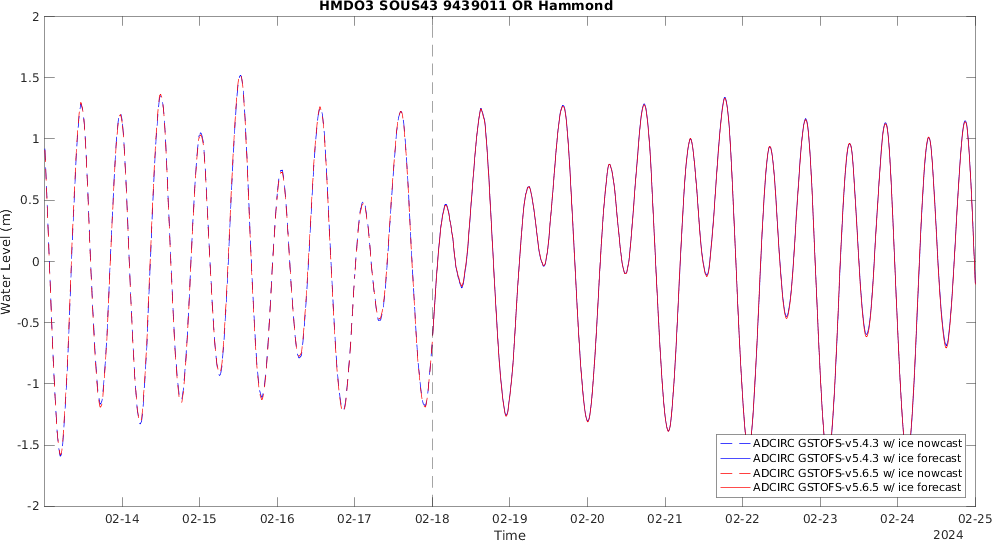 HMDO3 SOUS43 9439011 OR Hammond
2
1.5
1
0.5
0
-0.5
-1
-1.5
-2
Water Level (m)
02-14 02-15 02-16 02-17 02-18 02-19 02-20 02-21 02-22 02-23 02-24 02-25
Time
2024
ADCIRC GSTOFS-v5.4.3 w/ ice nowcast
ADCIRC GSTOFS-v5.4.3 w/ ice forecast
ADCIRC GSTOFS-v5.6.5 w/ ice nowcast
ADCIRC GSTOFS-v5.6.5 w/ ice forecast